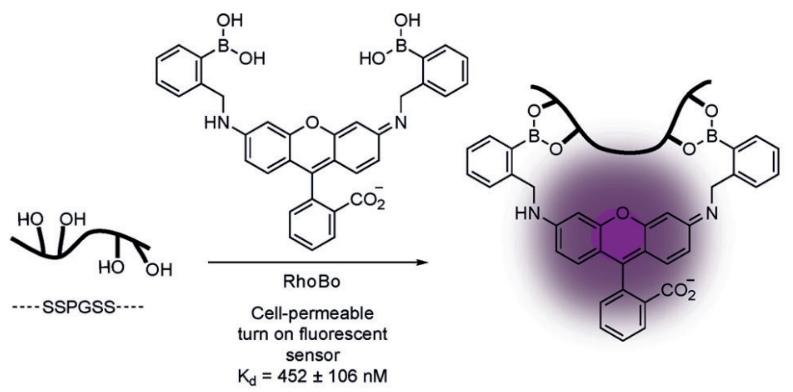 OH
B
OH
OH
HO
B
HN
O
N
CO₂⁻
HO OH
HO OH
----SSPGSS----
RhoBo
Cell-permeable
turn on fluorescent
sensor
K_d = 452 ± 106 nM
O
B
O
O
B
O
HN
O
N
CO₂⁻